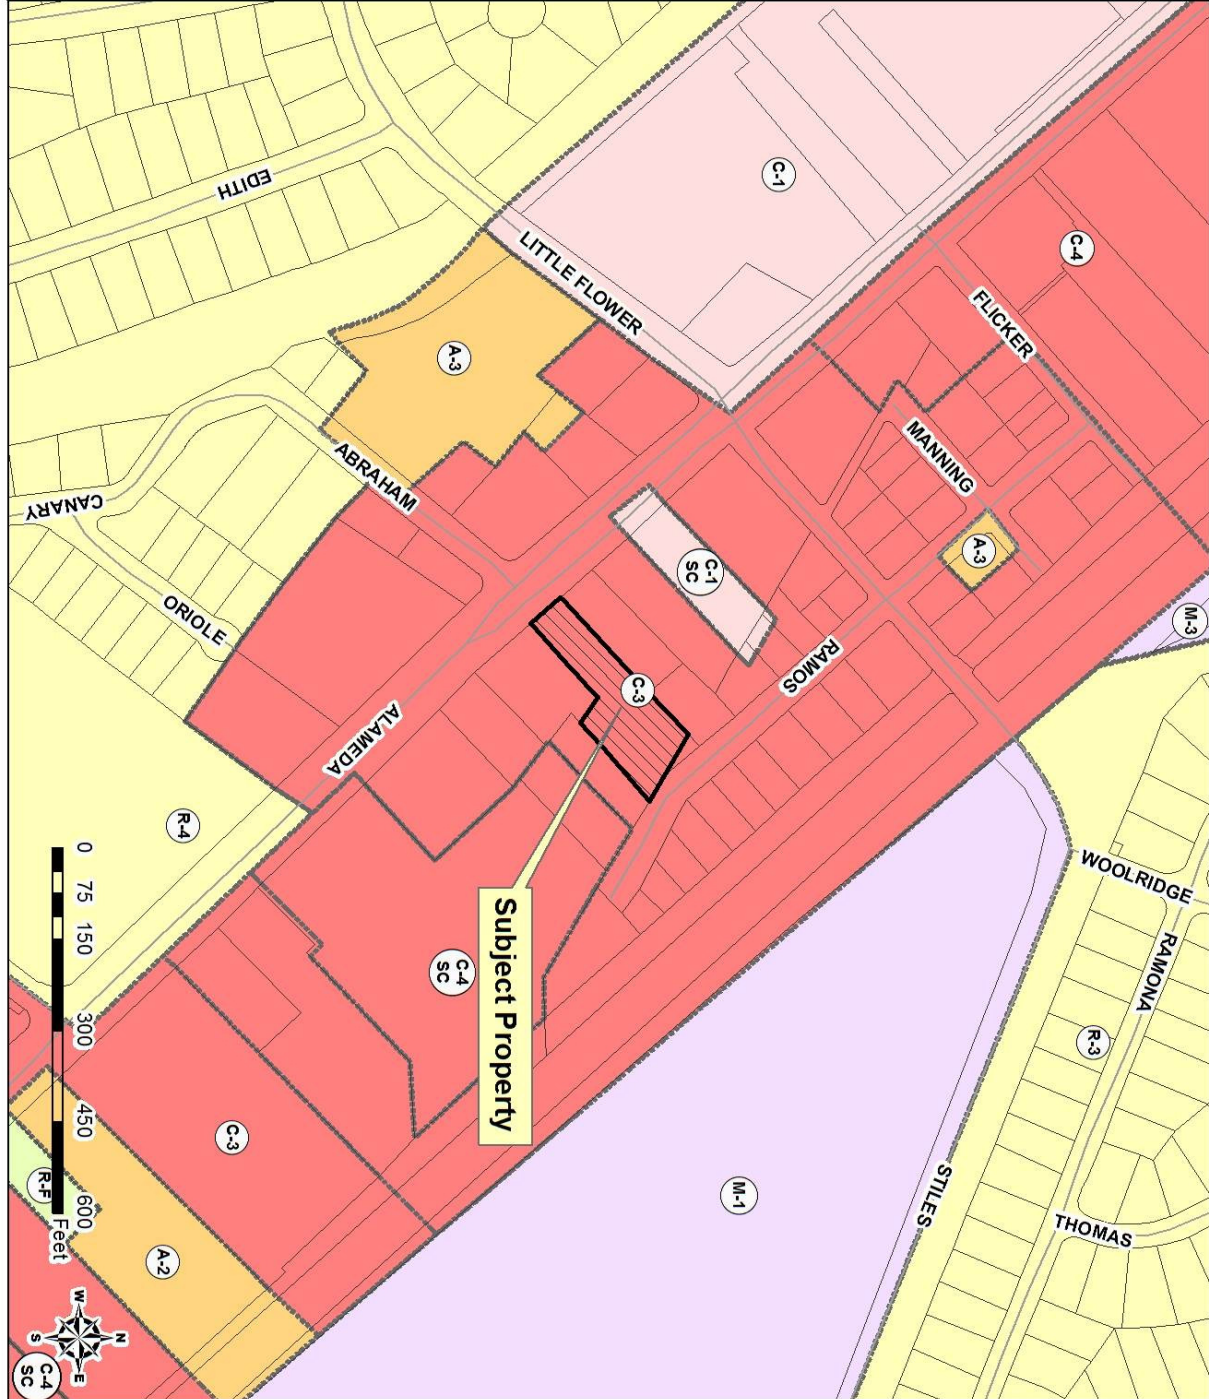 C-1
C-4
EDITH
LITTLE FLOWER
FLICKER
A-3
MANNING
ABRAHAM
CANARY
A-3
C-1
SC
M-3
ORIOLE
RAMOS
C-3
ALAMEDA
R-4
WOOLRIDGE
RAMONA
Subject Property
C-4
SC
R-3
0 75 150 300 450 600
Feet
C-3
M-1
STILES
THOMAS
R-F
A-2
N
W
E
S
C-4
SC